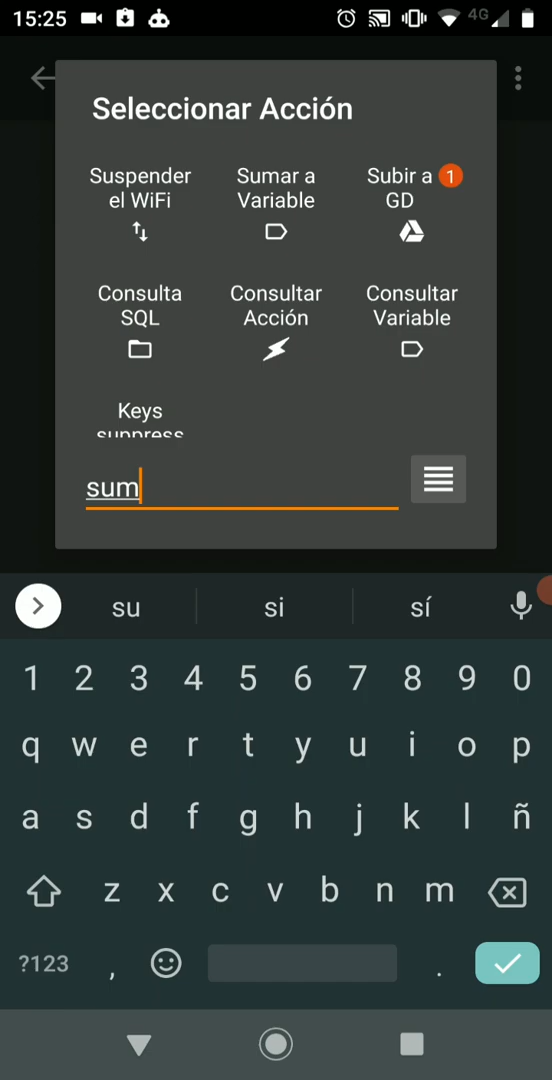 15:25
4G
Seleccionar Acción
Suspender
el WiFi
Sumar a
Variable
Subir a 1
GD
Consulta
SQL
Consultar
Acción
Consultar
Variable
Keys
suppress
sum
su si sí
1 2 3 4 5 6 7 8 9 0
q w e r t y u i o p
a s d f g h j k l ñ
z x c v b n m
?123 , .